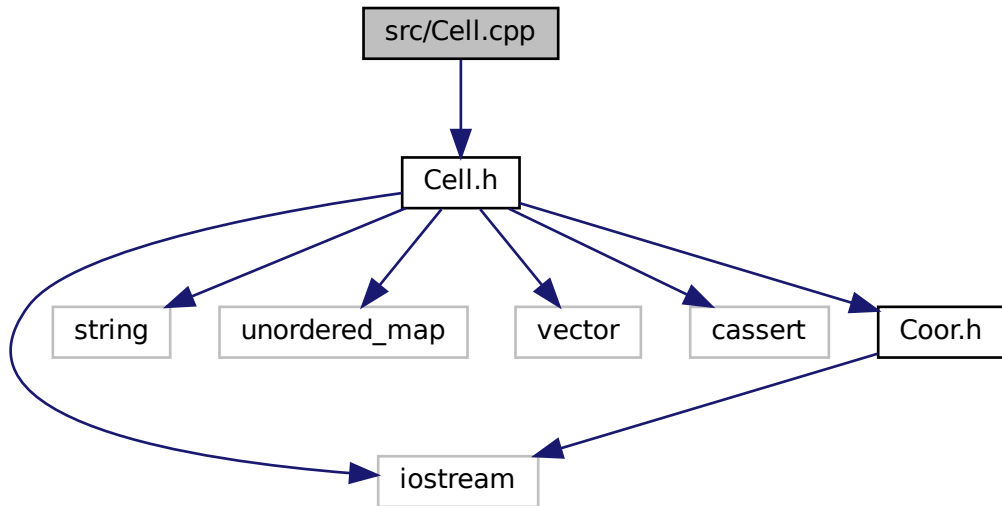 src/Cell.cpp
Cell.h
string
unordered_map
vector
cassert
Coor.h
iostream